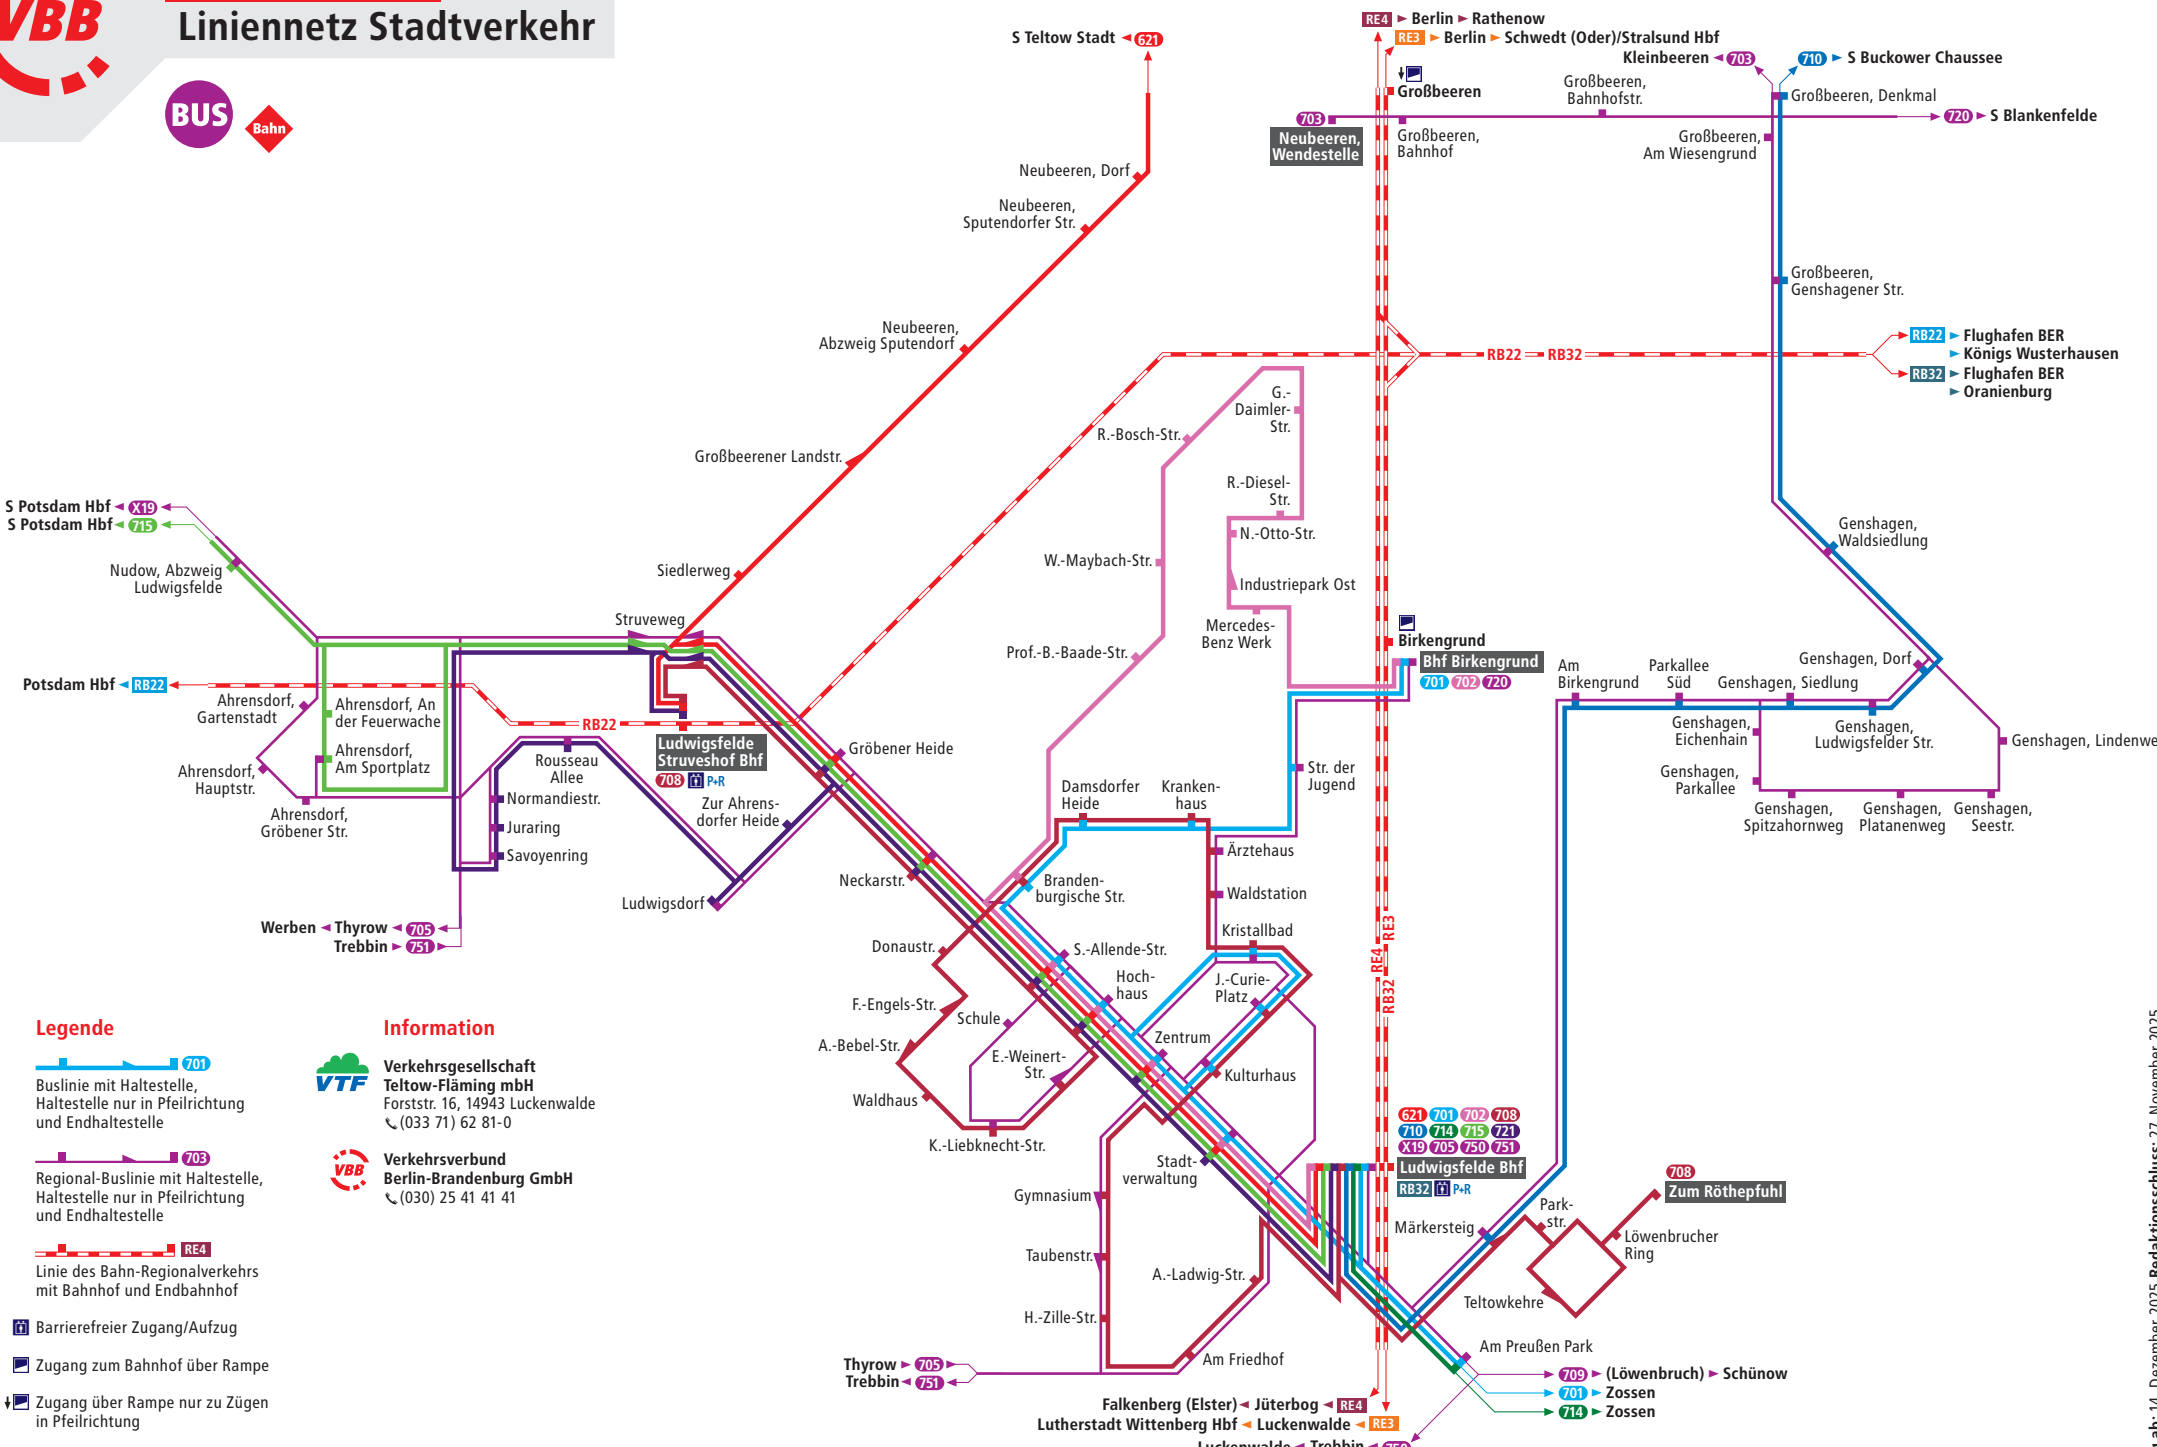 VBB
Liniennetz Stadtverkehr
BUS
Bahn
S Teltow Stadt 621
RE4 Berlin Rathenow
RE3 Berlin Schwedt (Oder)/Stralsund Hbf
Kleinbeeren 703
710 S Buckower Chaussee
Großbeeren
Großbeeren,
Bahnhofstr.
Großbeeren, Denkmal
703
Neubeeren,
Wendestelle
Großbeeren,
Bahnhof
720 S Blankenfelde
Großbeeren,
Am Wiesengrund
Neubeeren, Dorf
Neubeeren,
Sputendorfer Str.
Großbeeren,
Genshagener Str.
Neubeeren,
Abzweig Sputendorf
RB22
RB32
RB22 Flughafen BER
Königs Wusterhausen
RB32 Flughafen BER
Oranienburg
G.-
Daimler-
Str.
R.-Bosch-Str.
Großbeerener Landstr.
R.-Diesel-
Str.
S Potsdam Hbf X19
S Potsdam Hbf 715
N.-Otto-Str.
Genshagen,
Waldsiedlung
Nudow, Abzweig
Ludwigsfelde
Siedlerweg
W.-Maybach-Str.
Industriepark Ost
Struveweg
Mercedes-
Benz Werk
Birkengrund
Prof.-B.-Baade-Str.
Bhf Birkengrund
701 702 720
Am
Birkengrund
Parkallee
Süd
Genshagen, Dorf
Genshagen, Siedlung
Potsdam Hbf RB22
Ahrensdorf,
Gartenstadt
Ahrensdorf, An
der Feuerwache
RB22
Genshagen,
Eichenhain
Genshagen,
Ludwigsfelder Str.
Genshagen, Lindenwe
Ludwigsfelde
Struveshof Bhf
708 P+R
Gröbener Heide
Ahrensdorf,
Hauptstr.
Ahrensdorf,
Am Sportplatz
Rousseau
Allee
Str. der
Jugend
Genshagen,
Parkallee
Normandiestr.
Zur Ahrens-
dorfer Heide
Damsdorfer
Heide
Kranken-
haus
Ahrensdorf,
Gröbener Str.
Genshagen,
Spitzahornweg
Genshagen,
Platanenweg
Genshagen,
Seestr.
Juraring
Savoyenring
Ärztehaus
Neckarstr.
Branden-
burgische Str.
Waldstation
Ludwigsdorf
Werben Thyrow 705
Trebbin 751
Kristallbad
RE3
RE4
RB32
Donaustr.
S.-Allende-Str.
Hoch-
haus
J.-Curie-
Platz
F.-Engels-Str.
Schule
A.-Bebel-Str.
E.-Weinert-
Str.
Zentrum
Kulturhaus
Waldhaus
K.-Liebknecht-Str.
621 701 702 708
710 714 715 721
X19 705 750 751
Ludwigsfelde Bhf
RB32 P+R
Stadt-
verwaltung
708
Zum Röthepfuhl
Gymnasium
Park-
str.
Märkersteig
Löwenbrucher
Ring
Taubenstr.
A.-Ladwig-Str.
Teltowkehre
H.-Zille-Str.
Am Friedhof
Am Preußen Park
Thyrow 705
Trebbin 751
709 (Löwenbruch) Schünow
701 Zossen
714 Zossen
Falkenberg (Elster) Jüterbog RE4
Lutherstadt Wittenberg Hbf Luckenwalde RE3
Luckenwalde Trebbin 750
Legende
701
Buslinie mit Haltestelle,
Haltestelle nur in Pfeilrichtung
und Endhaltestelle
703
Regional-Buslinie mit Haltestelle,
Haltestelle nur in Pfeilrichtung
und Endhaltestelle
RE4
Linie des Bahn-Regionalverkehrs
mit Bahnhof und Endbahnhof
Barrierefreier Zugang/Aufzug
Zugang zum Bahnhof über Rampe
Zugang über Rampe nur zu Zügen
in Pfeilrichtung
Information
VTF
Verkehrsgesellschaft
Teltow-Fläming mbH
Forststr. 16, 14943 Luckenwalde
(033 71) 62 81-0
VBB
Verkehrsverbund
Berlin-Brandenburg GmbH
(030) 25 41 41 41
ab: 14. Dezember 2025 Redaktionsschluss: 27. November 2025